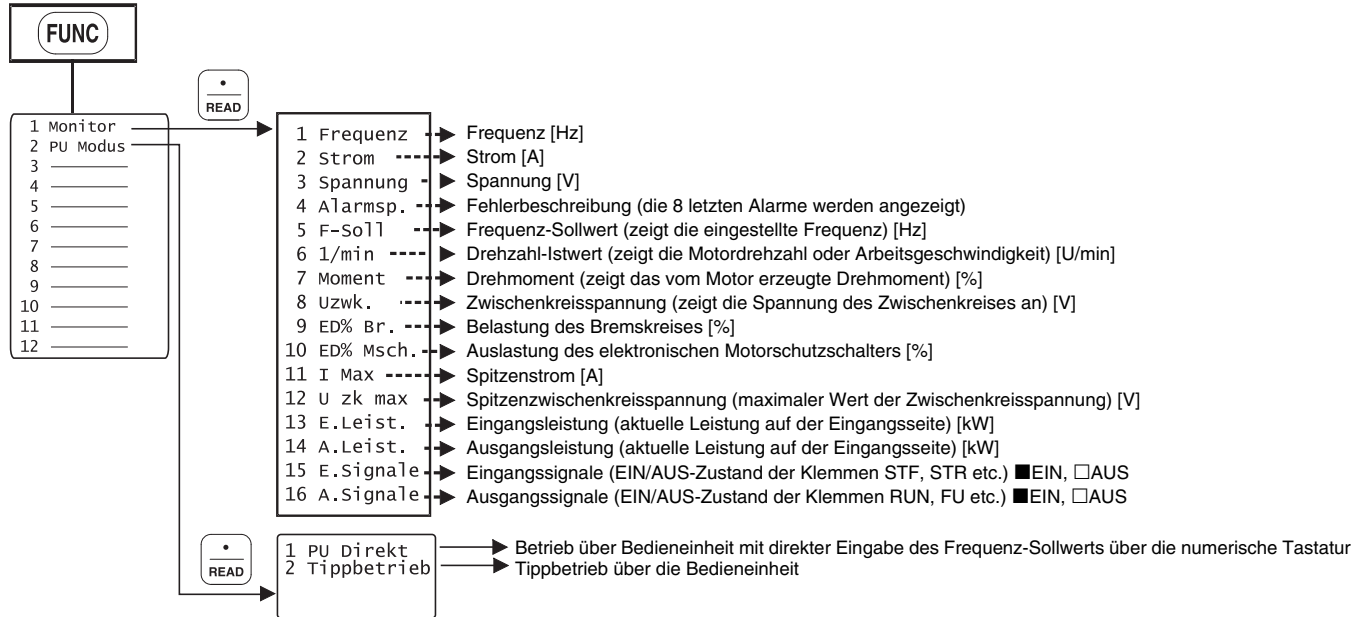 FUNC
•
READ
1 Monitor
2 PU Modus
3
4
5
6
7
8
9
10
11
12
1 Frequenz Frequenz [Hz]
2 Strom Strom [A]
3 Spannung Spannung [V]
4 Alarmsp. Fehlerbeschreibung (die 8 letzten Alarme werden angezeigt)
5 F-Soll Frequenz-Sollwert (zeigt die eingestellte Frequenz) [Hz]
6 1/min Drehzahl-Istwert (zeigt die Motordrehzahl oder Arbeitsgeschwindigkeit) [U/min]
7 Moment Drehmoment (zeigt das vom Motor erzeugte Drehmoment) [%]
8 Uzwk. Zwischenkreisspannung (zeigt die Spannung des Zwischenkreises an) [V]
9 ED% Br. Belastung des Bremskreises [%]
10 ED% Msch. Auslastung des elektronischen Motorschutzschalters [%]
11 I Max Spitzenstrom [A]
12 U zk max Spitzenzwischenkreisspannung (maximaler Wert der Zwischenkreisspannung) [V]
13 E.Leist. Eingangsleistung (aktuelle Leistung auf der Eingangsseite) [kW]
14 A.Leist. Ausgangsleistung (aktuelle Leistung auf der Eingangsseite) [kW]
15 E.Signale Eingangssignale (EIN/AUS-Zustand der Klemmen STF, STR etc.) ■EIN, □AUS
16 A.Signale Ausgangssignale (EIN/AUS-Zustand der Klemmen RUN, FU etc.) ■EIN, □AUS
•
READ
1 PU Direkt Betrieb über Bedieneinheit mit direkter Eingabe des Frequenz-Sollwerts über die numerische Tastatur
2 Tippbetrieb Tippbetrieb über die Bedieneinheit